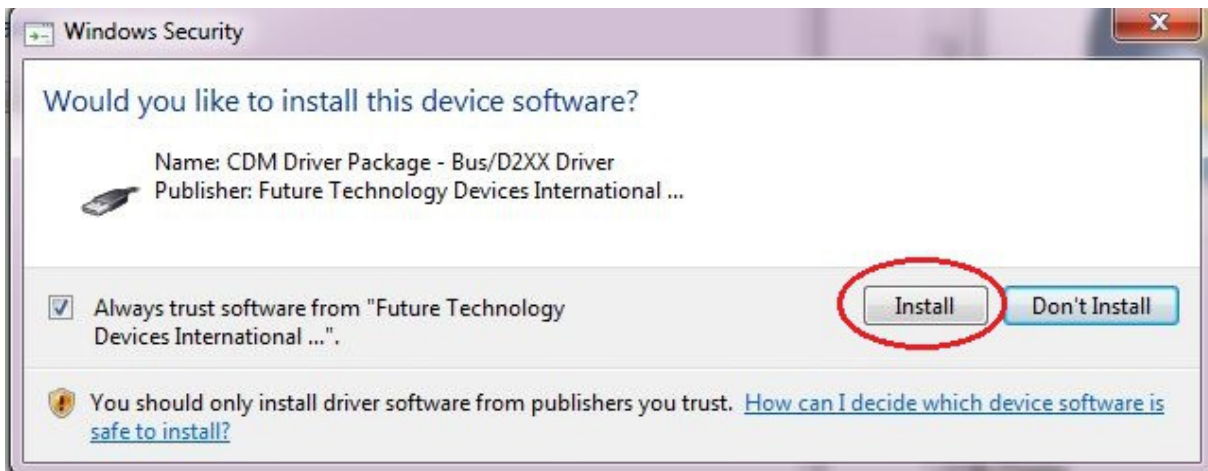 Windows Security
Would you like to install this device software?
Name: CDM Driver Package - Bus/D2XX Driver
Publisher: Future Technology Devices International ...
Always trust software from "Future Technology
Devices International ...".
Install
Don't Install
You should only install driver software from publishers you trust. How can I decide which device software is
safe to install?